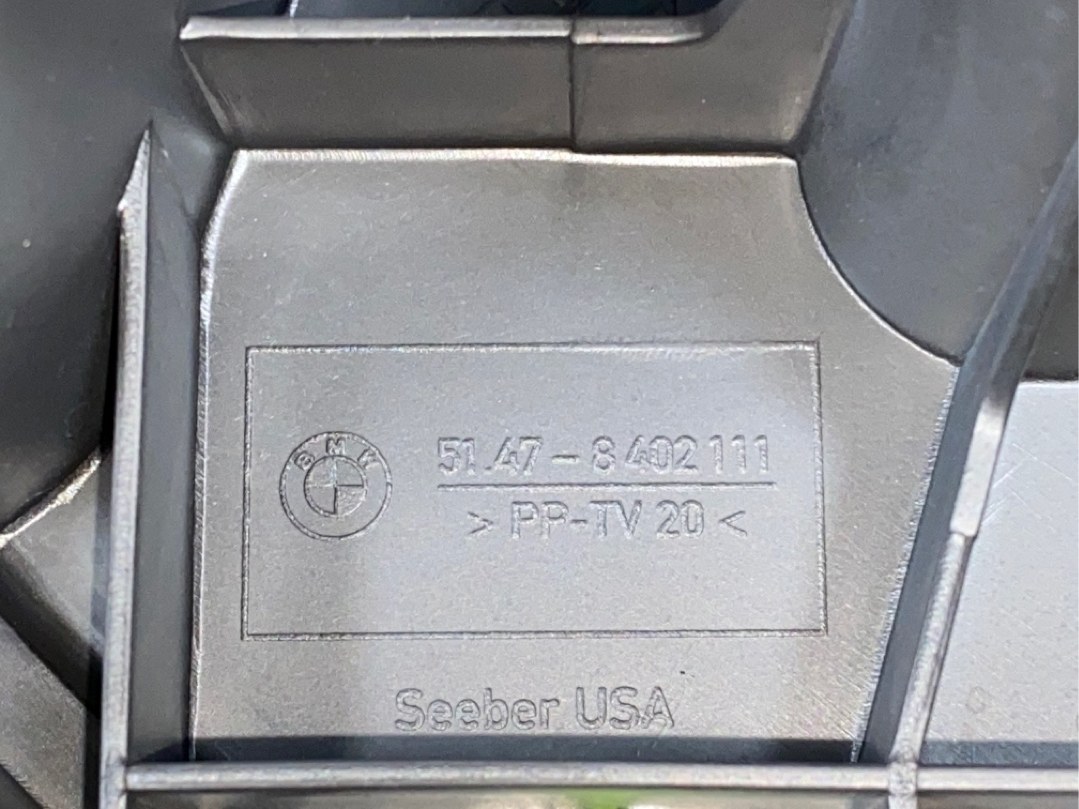 BMW
51.47-8 402 111
> PP-TV 20 <
Seeber USA